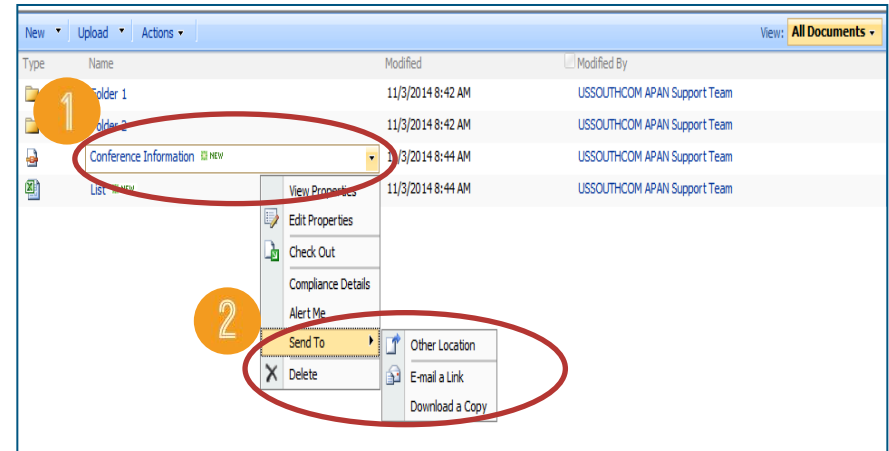 New Upload Actions View: All Documents
Type Name Modified Modified By
Folder 1 11/3/2014 8:42 AM USSOUTHCOM APAN Support Team
1
Folder 2 11/3/2014 8:42 AM USSOUTHCOM APAN Support Team
Conference Information NEW 11/3/2014 8:44 AM USSOUTHCOM APAN Support Team
List NEW 11/3/2014 8:44 AM USSOUTHCOM APAN Support Team
View Properties
Edit Properties
Check Out
Compliance Details
Alert Me
2
Send To
Delete
Other Location
E-mail a Link
Download a Copy